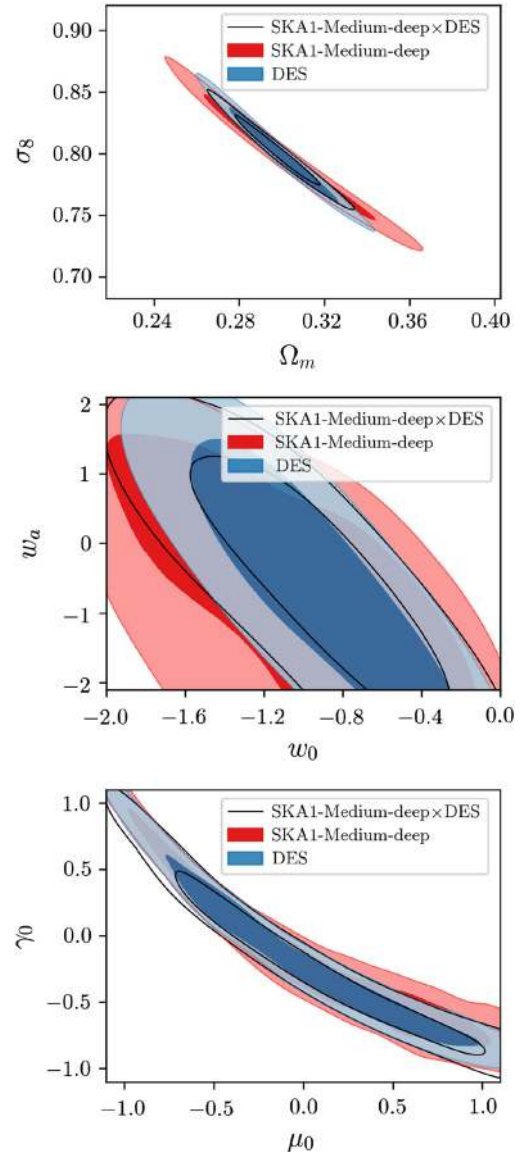 0.90
0.85
0.80
0.75
0.70
σ₈
SKA1-Medium-deep×DES
SKA1-Medium-deep
DES
0.24 0.28 0.32 0.36 0.40
Ωₘ
2
1
0
−1
−2
wₐ
SKA1-Medium-deep×DES
SKA1-Medium-deep
DES
−2.0 −1.6 −1.2 −0.8 −0.4 0.0
w₀
1.0
0.5
0.0
−0.5
−1.0
γ₀
SKA1-Medium-deep×DES
SKA1-Medium-deep
DES
−1.0 −0.5 0.0 0.5 1.0
μ₀